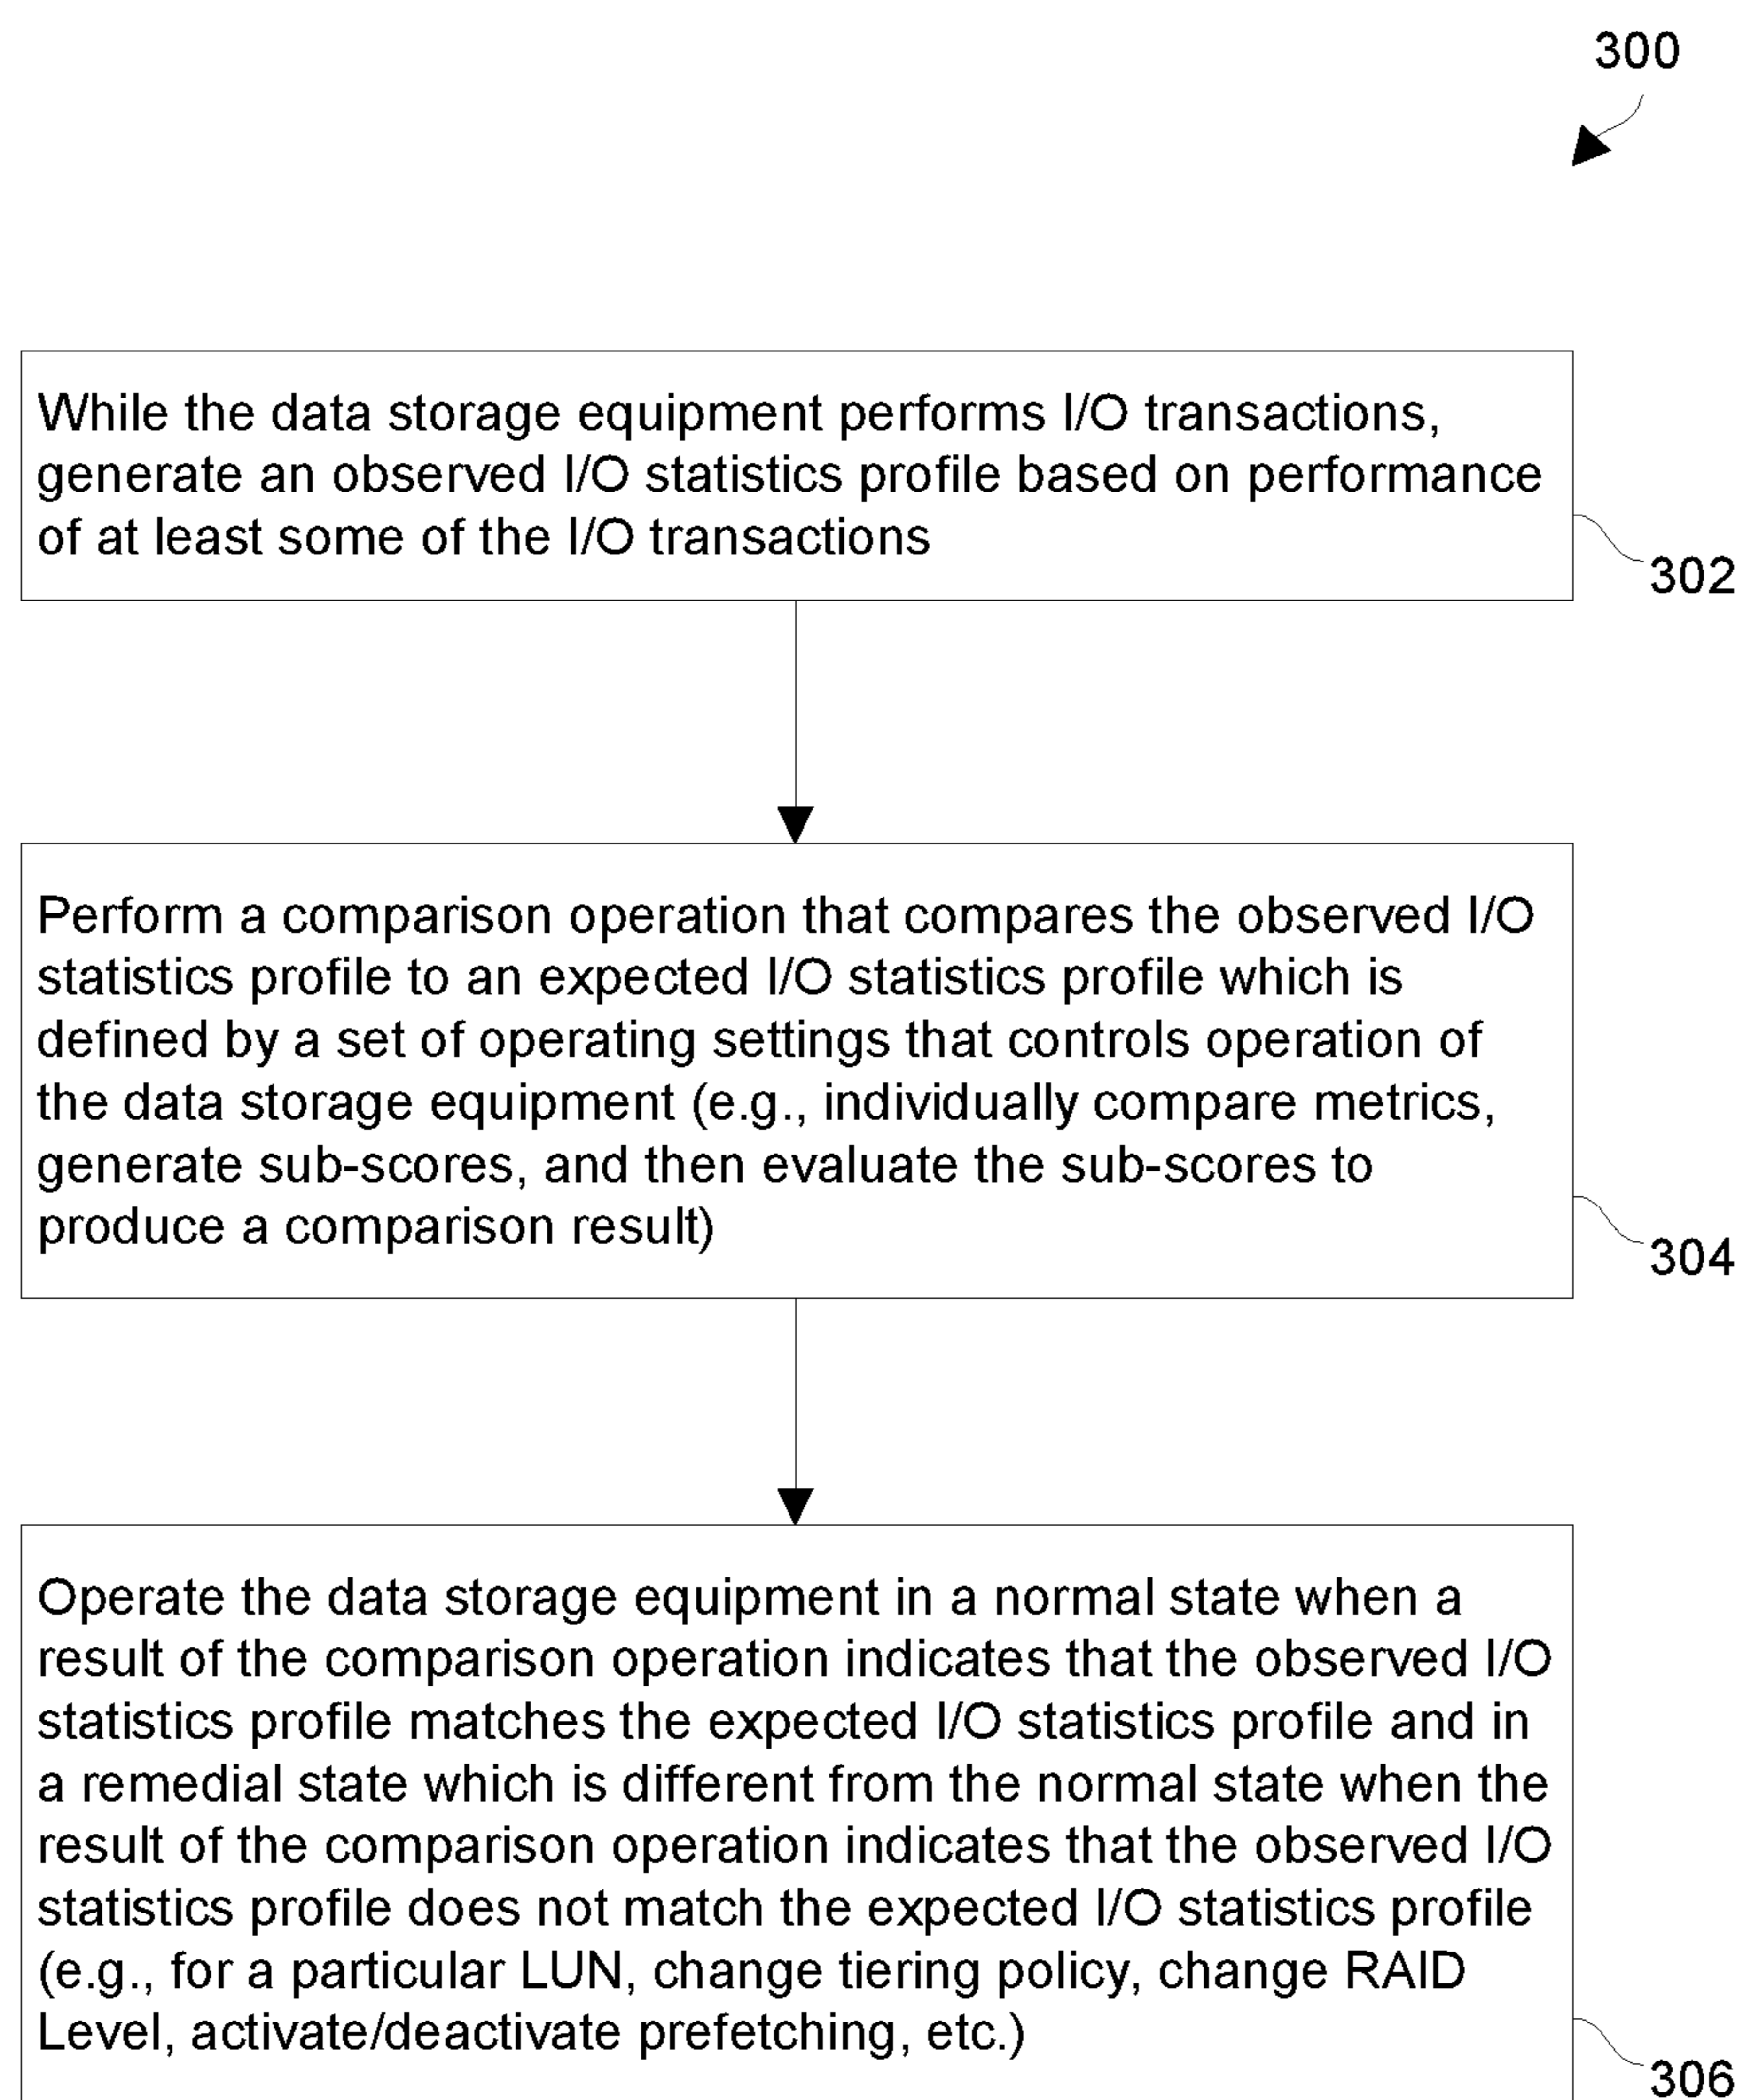 300
While the data storage equipment performs I/O transactions,
generate an observed I/O statistics profile based on performance
of at least some of the I/O transactions
302
Perform a comparison operation that compares the observed I/O
statistics profile to an expected I/O statistics profile which is
defined by a set of operating settings that controls operation of
the data storage equipment (e.g., individually compare metrics,
generate sub-scores, and then evaluate the sub-scores to
produce a comparison result)
304
Operate the data storage equipment in a normal state when a
result of the comparison operation indicates that the observed I/O
statistics profile matches the expected I/O statistics profile and in
a remedial state which is different from the normal state when the
result of the comparison operation indicates that the observed I/O
statistics profile does not match the expected I/O statistics profile
(e.g., for a particular LUN, change tiering policy, change RAID
Level, activate/deactivate prefetching, etc.)
306